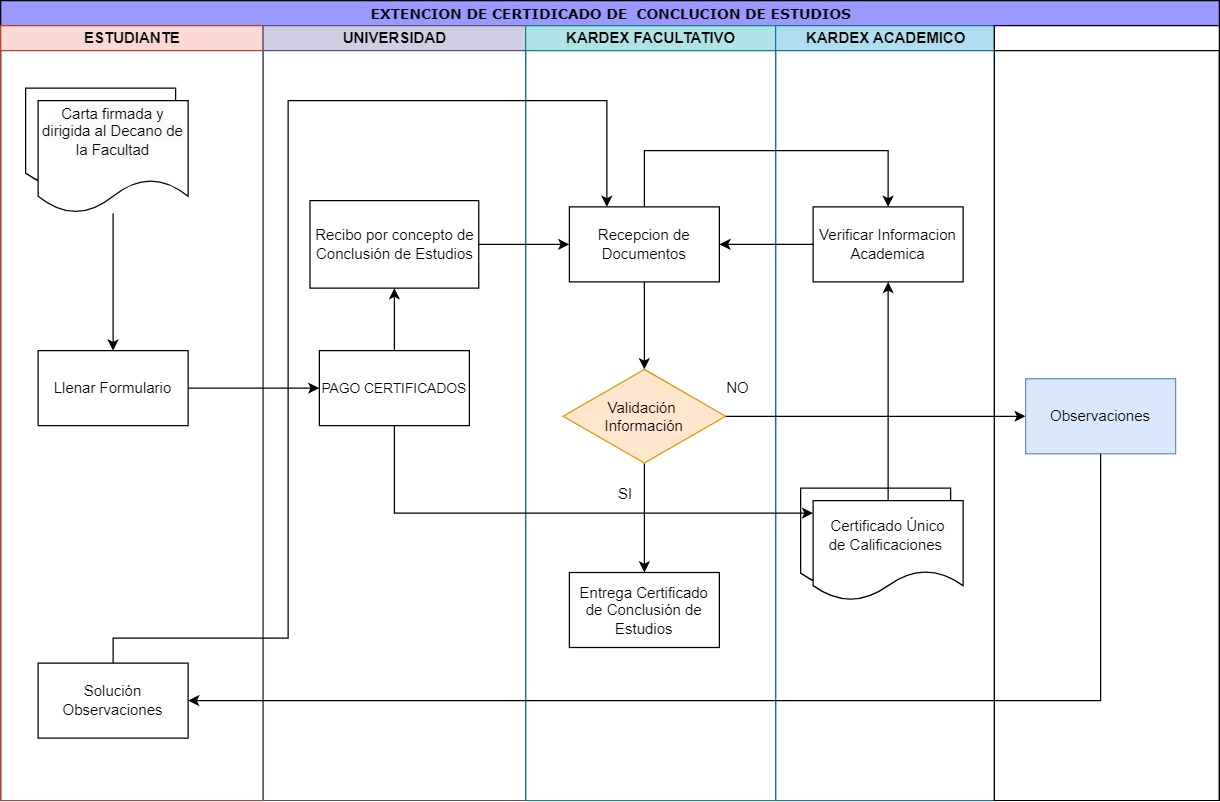 EXTENCION DE CERTIDICADO DE  CONCLUCION DE ESTUDIOS
ESTUDIANTE
UNIVERSIDAD
KARDEX FACULTATIVO
KARDEX ACADEMICO
Carta firmada y
dirigida al Decano de
la Facultad
Recibo por concepto de
Conclusión de Estudios
Recepcion de
Documentos
Verificar Informacion
Academica
Llenar Formulario
PAGO CERTIFICADOS
Validación
Información
NO
Observaciones
SI
Certificado Único
de Calificaciones
Entrega Certificado
de Conclusión de
Estudios
Solución
Observaciones